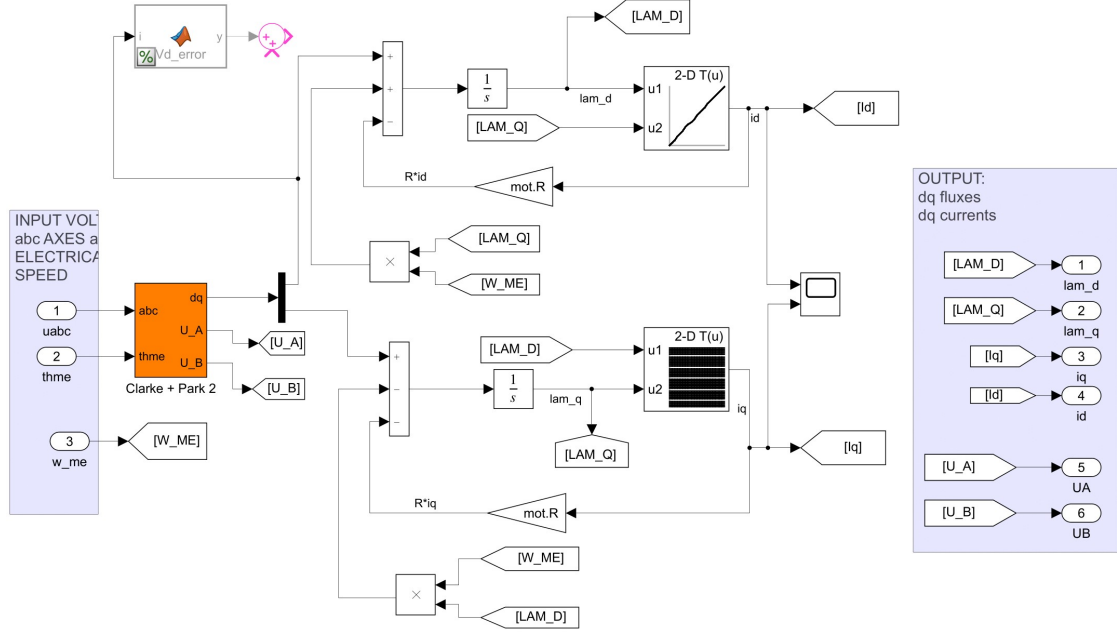 i
y
Vd_error
%
+
+
+
+
−
1
s
lam_d
[LAM_D]
[LAM_Q]
2-D T(u)
u1
u2
id
[Id]
R*id
mot.R
[LAM_Q]
[W_ME]
×
INPUT VOLT
abc AXES a
ELECTRICA
SPEED
1
uabc
2
thme
3
w_me
[W_ME]
abc
thme
dq
U_A
U_B
Clarke + Park 2
[U_A]
[U_B]
+
−
−
1
s
lam_q
[LAM_D]
[LAM_Q]
2-D T(u)
u1
u2
iq
[Iq]
R*iq
mot.R
[W_ME]
[LAM_D]
×
OUTPUT:
dq fluxes
dq currents
[LAM_D]
1
lam_d
[LAM_Q]
2
lam_q
[Iq]
3
iq
[Id]
4
id
[U_A]
5
UA
[U_B]
6
UB